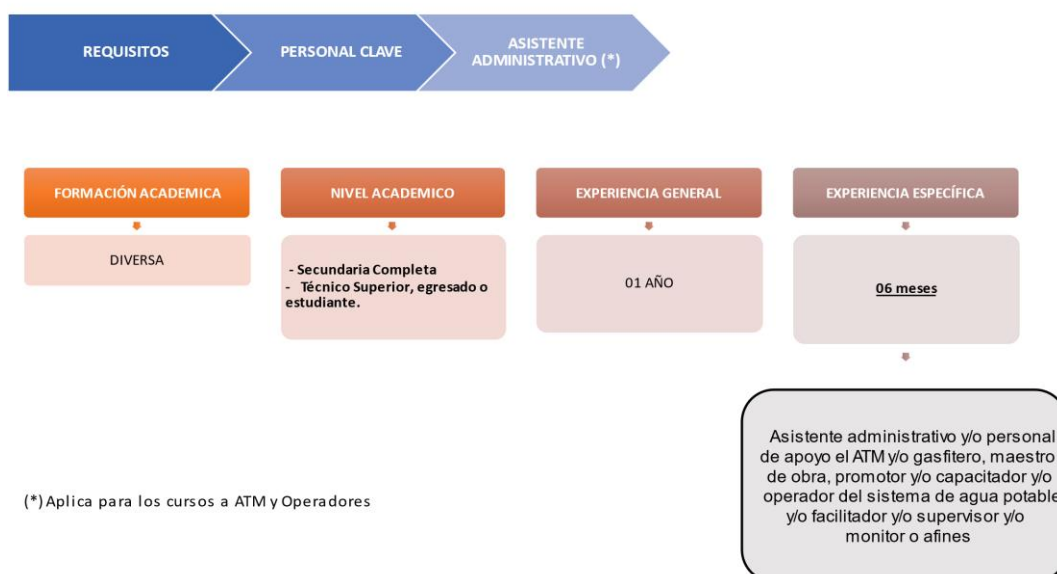 REQUISITOS
PERSONAL CLAVE
ASISTENTE
ADMINISTRATIVO (*)
FORMACIÓN ACADEMICA
DIVERSA
NIVEL ACADEMICO
- Secundaria Completa
- Técnico Superior, egresado o
estudiante.
EXPERIENCIA GENERAL
01 AÑO
EXPERIENCIA ESPECÍFICA
06 meses
Asistente administrativo y/o personal
de apoyo el ATM y/o gasfitero, maestro
de obra, promotor y/o capacitador y/o
operador del sistema de agua potable
y/o facilitador y/o supervisor y/o
monitor o afines
(*)Aplica para los cursos a ATM y Operadores